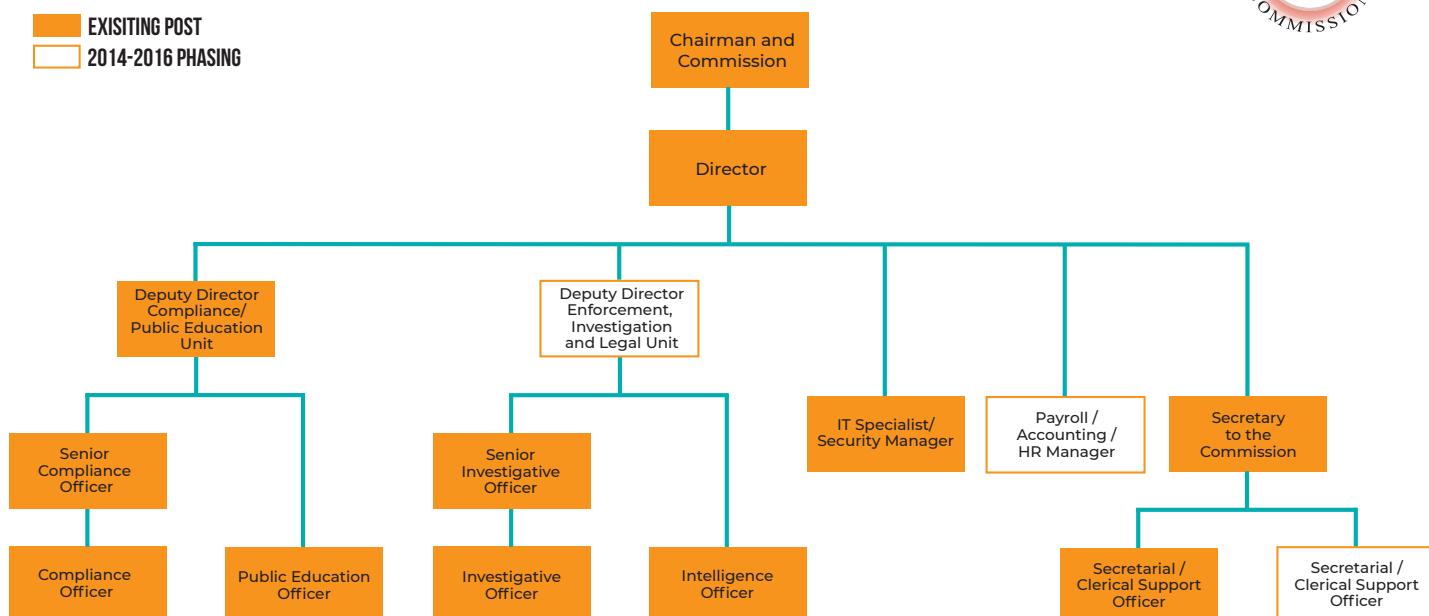 EXISITING POST
2014-2016 PHASING
COMMISSION
Chairman and
Commission
Director
Deputy Director
Compliance/
Public Education
Unit
Deputy Director
Enforcement,
Investigation
and Legal Unit
IT Specialist/
Security Manager
Payroll /
Accounting /
HR Manager
Secretary
to the
Commission
Senior
Compliance
Officer
Senior
Investigative
Officer
Compliance
Officer
Public Education
Officer
Investigative
Officer
Intelligence
Officer
Secretarial /
Clerical Support
Officer
Secretarial /
Clerical Support
Officer